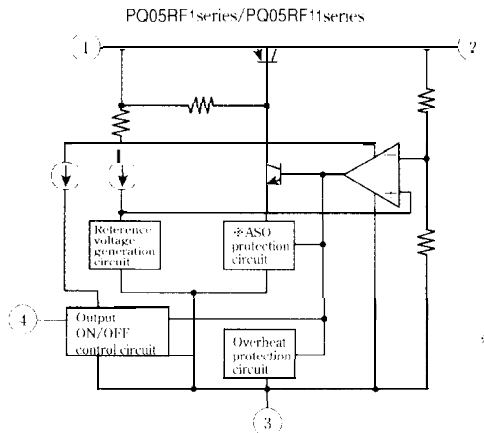 PQ05RF1series/PQ05RF11series
1
2
Reference
voltage
generation
circuit
※ASO
protection
circuit
4
Output
ON/OFF
control circuit
Overheat
protection
circuit
3